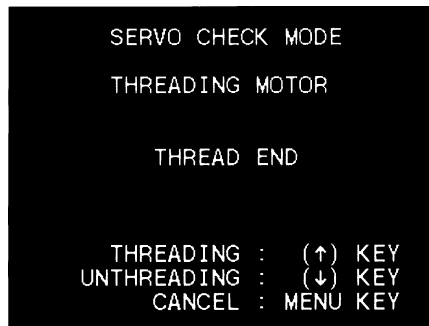 SERVO CHECK MODE
THREADING MOTOR
THREAD END
THREADING : (↑) KEY
UNTHREADING : (↓) KEY
CANCEL : MENU KEY